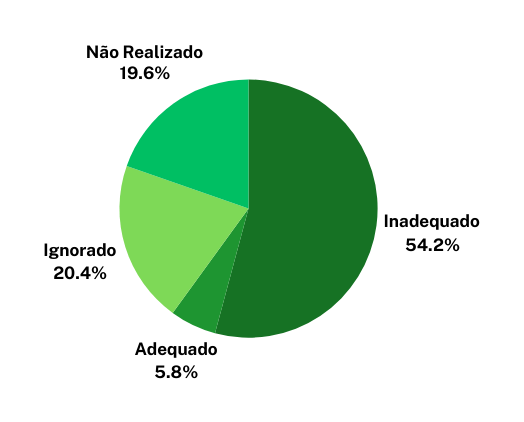 Não Realizado
19.6%
Inadequado
54.2%
Ignorado
20.4%
Adequado
5.8%